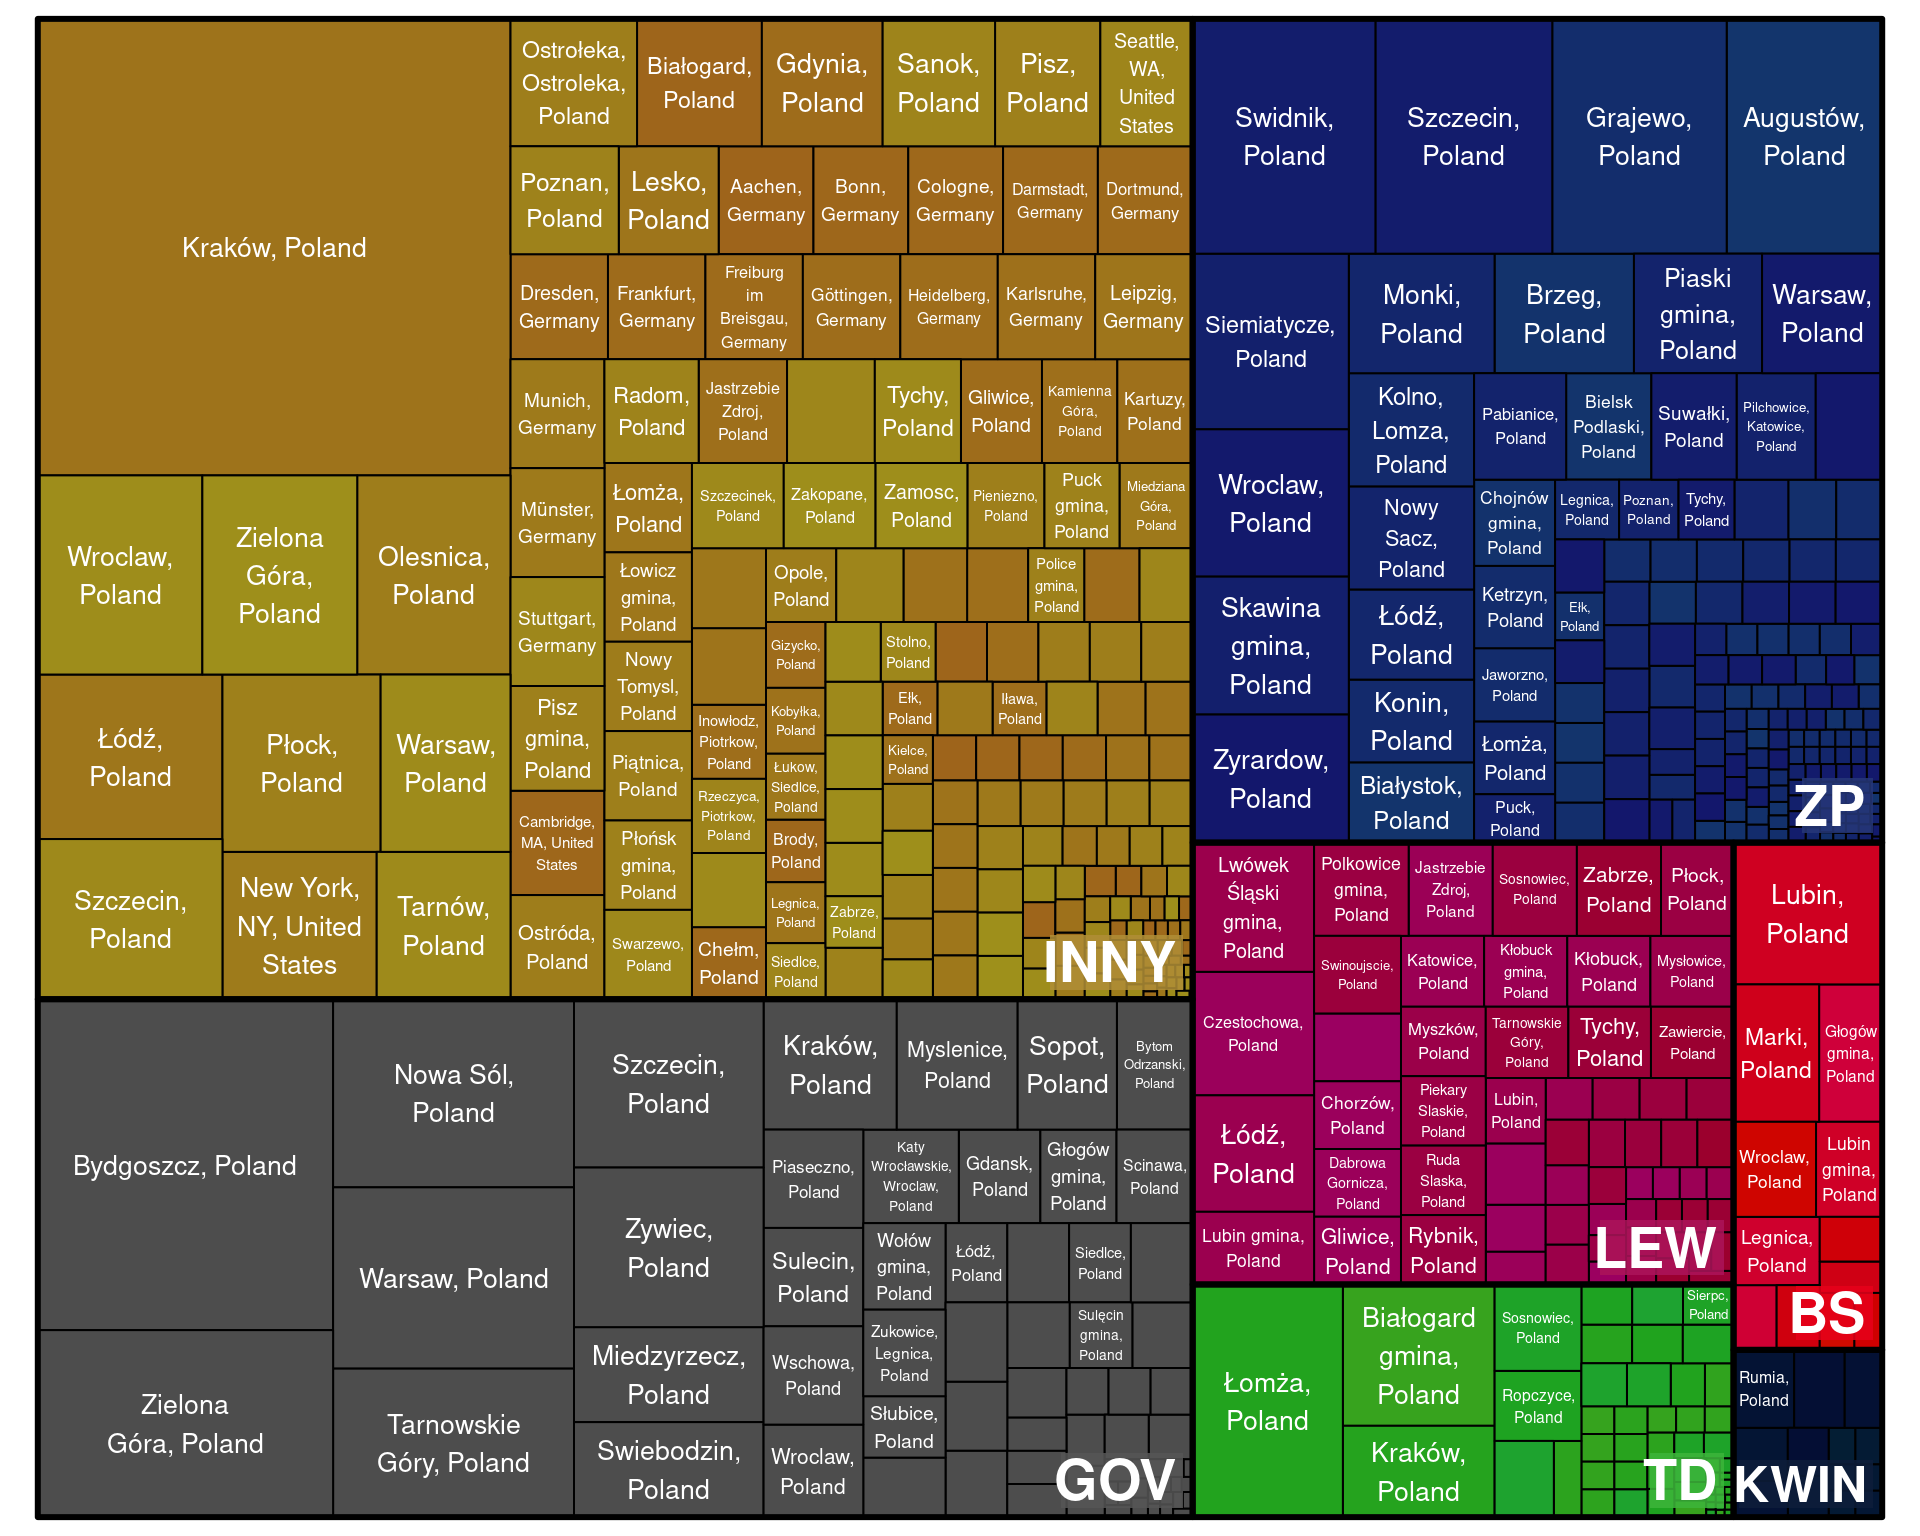 Kraków, Poland
Wroclaw,
Poland
Zielona
Góra,
Poland
Olesnica,
Poland
Łódź,
Poland
Płock,
Poland
Warsaw,
Poland
Szczecin,
Poland
New York,
NY, United
States
Tarnów,
Poland
Ostrołeka,
Ostroleka,
Poland
Białogard,
Poland
Gdynia,
Poland
Sanok,
Poland
Pisz,
Poland
Seattle,
WA,
United
States
Poznan,
Poland
Lesko,
Poland
Aachen,
Germany
Bonn,
Germany
Cologne,
Germany
Darmstadt,
Germany
Dortmund,
Germany
Dresden,
Germany
Frankfurt,
Germany
Freiburg
im
Breisgau,
Germany
Göttingen,
Germany
Heidelberg,
Germany
Karlsruhe,
Germany
Leipzig,
Germany
Munich,
Germany
Münster,
Germany
Stuttgart,
Germany
Pisz
gmina,
Poland
Cambridge,
MA, United
States
Ostróda,
Poland
Radom,
Poland
Jastrzebie
Zdroj,
Poland
Tychy,
Poland
Gliwice,
Poland
Kamienna
Góra,
Poland
Kartuzy,
Poland
Łomża,
Poland
Łowicz
gmina,
Poland
Nowy
Tomysl,
Poland
Piątnica,
Poland
Płońsk
gmina,
Poland
Swarzewo,
Poland
Szczecinek,
Poland
Zakopane,
Poland
Zamosc,
Poland
Pieniezno,
Poland
Puck
gmina,
Poland
Miedziana
Góra,
Poland
Inowłodz,
Piotrkow,
Poland
Rzeczyca,
Piotrkow,
Poland
Chełm,
Poland
Opole,
Poland
Police
gmina,
Poland
Gizycko,
Poland
Kobyłka,
Poland
Łukow,
Siedlce,
Poland
Brody,
Poland
Legnica,
Poland
Siedlce,
Poland
Stolno,
Poland
Ełk,
Poland
Iława,
Poland
Kielce,
Poland
Zabrze,
Poland
INNY
Swidnik,
Poland
Szczecin,
Poland
Grajewo,
Poland
Augustów,
Poland
Siemiatycze,
Poland
Wroclaw,
Poland
Skawina
gmina,
Poland
Zyrardow,
Poland
Monki,
Poland
Brzeg,
Poland
Piaski
gmina,
Poland
Warsaw,
Poland
Kolno,
Lomza,
Poland
Nowy
Sacz,
Poland
Łódź,
Poland
Konin,
Poland
Białystok,
Poland
Pabianice,
Poland
Bielsk
Podlaski,
Poland
Suwałki,
Poland
Pilchowice,
Katowice,
Poland
Chojnów
gmina,
Poland
Ketrzyn,
Poland
Jaworzno,
Poland
Łomża,
Poland
Puck,
Poland
Legnica,
Poland
Poznan,
Poland
Tychy,
Poland
Ełk,
Poland
ZP
Bydgoszcz, Poland
Zielona
Góra, Poland
Nowa Sól,
Poland
Warsaw, Poland
Tarnowskie
Góry, Poland
Szczecin,
Poland
Zywiec,
Poland
Miedzyrzecz,
Poland
Swiebodzin,
Poland
Kraków,
Poland
Myslenice,
Poland
Sopot,
Poland
Bytom
Odrzanski,
Poland
Piaseczno,
Poland
Sulecin,
Poland
Wschowa,
Poland
Wroclaw,
Poland
Katy
Wrocławskie,
Wroclaw,
Poland
Gdansk,
Poland
Głogów
gmina,
Poland
Scinawa,
Poland
Wołów
gmina,
Poland
Zukowice,
Legnica,
Poland
Słubice,
Poland
Łódź,
Poland
Siedlce,
Poland
Sulęcin
gmina,
Poland
GOV
Lwówek
Śląski
gmina,
Poland
Czestochowa,
Poland
Łódź,
Poland
Lubin gmina,
Poland
Polkowice
gmina,
Poland
Jastrzebie
Zdroj,
Poland
Sosnowiec,
Poland
Zabrze,
Poland
Płock,
Poland
Swinoujscie,
Poland
Chorzów,
Poland
Dabrowa
Gornicza,
Poland
Gliwice,
Poland
Katowice,
Poland
Kłobuck
gmina,
Poland
Kłobuck,
Poland
Mysłowice,
Poland
Myszków,
Poland
Tarnowskie
Góry,
Poland
Tychy,
Poland
Zawiercie,
Poland
Piekary
Slaskie,
Poland
Ruda
Slaska,
Poland
Rybnik,
Poland
Lubin,
Poland
LEW
Lubin,
Poland
Marki,
Poland
Głogów
gmina,
Poland
Wroclaw,
Poland
Lubin
gmina,
Poland
Legnica,
Poland
BS
Łomża,
Poland
Białogard
gmina,
Poland
Kraków,
Poland
Sosnowiec,
Poland
Ropczyce,
Poland
Sierpc,
Poland
TD
Rumia,
Poland
KWIN